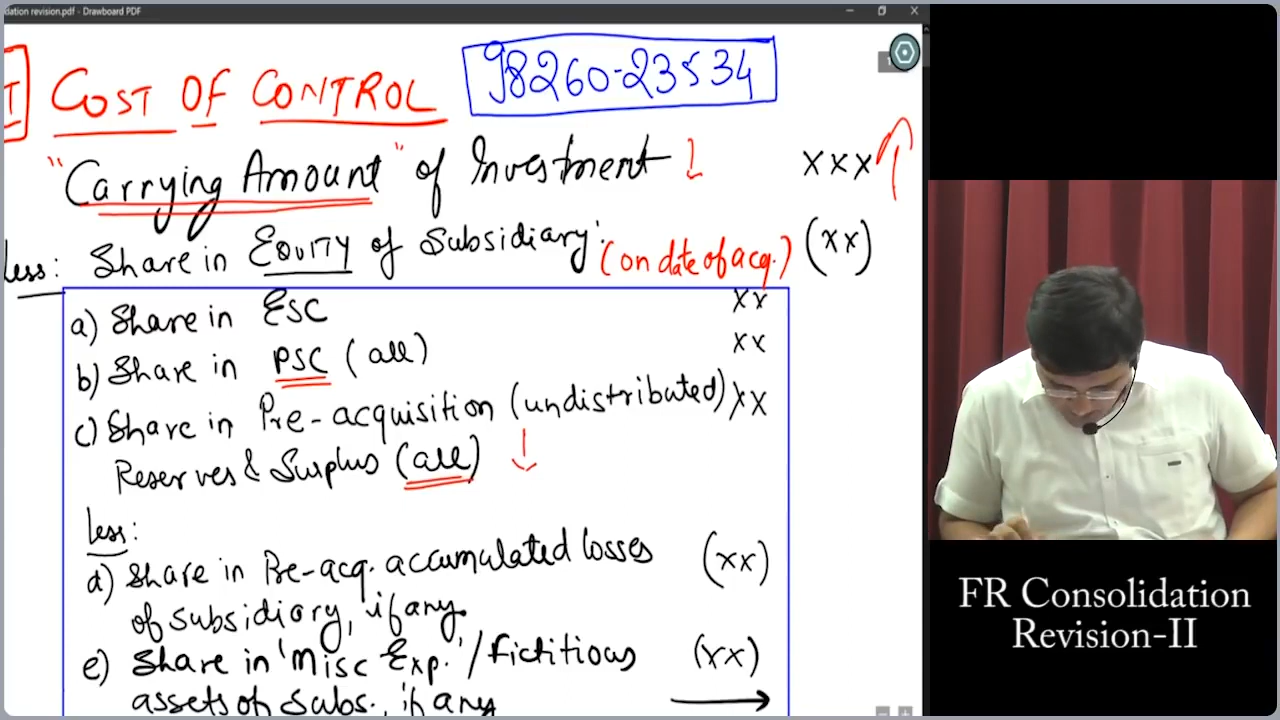 dation revision.pdf - Drawboard PDF
T COST OF CONTROL 98260-23534
"Carrying Amount" of Investment ↓ xxx ↑
less: Share in EQUITY of Subsidiary: (on date of acq.) (xx)
a) Share in ESC xx
b) Share in PSC (all) xx
c) Share in Pre-acquisition (undistributed) xx
Reserves & Surplus (all) ↓
less:
d) Share in Pre-acq. accumulated losses (xx)
of subsidiary, if any.
e) Share in 'Misc Exp.'/Fictitious (xx)
assets of Subs., if any
FR Consolidation
Revision-II